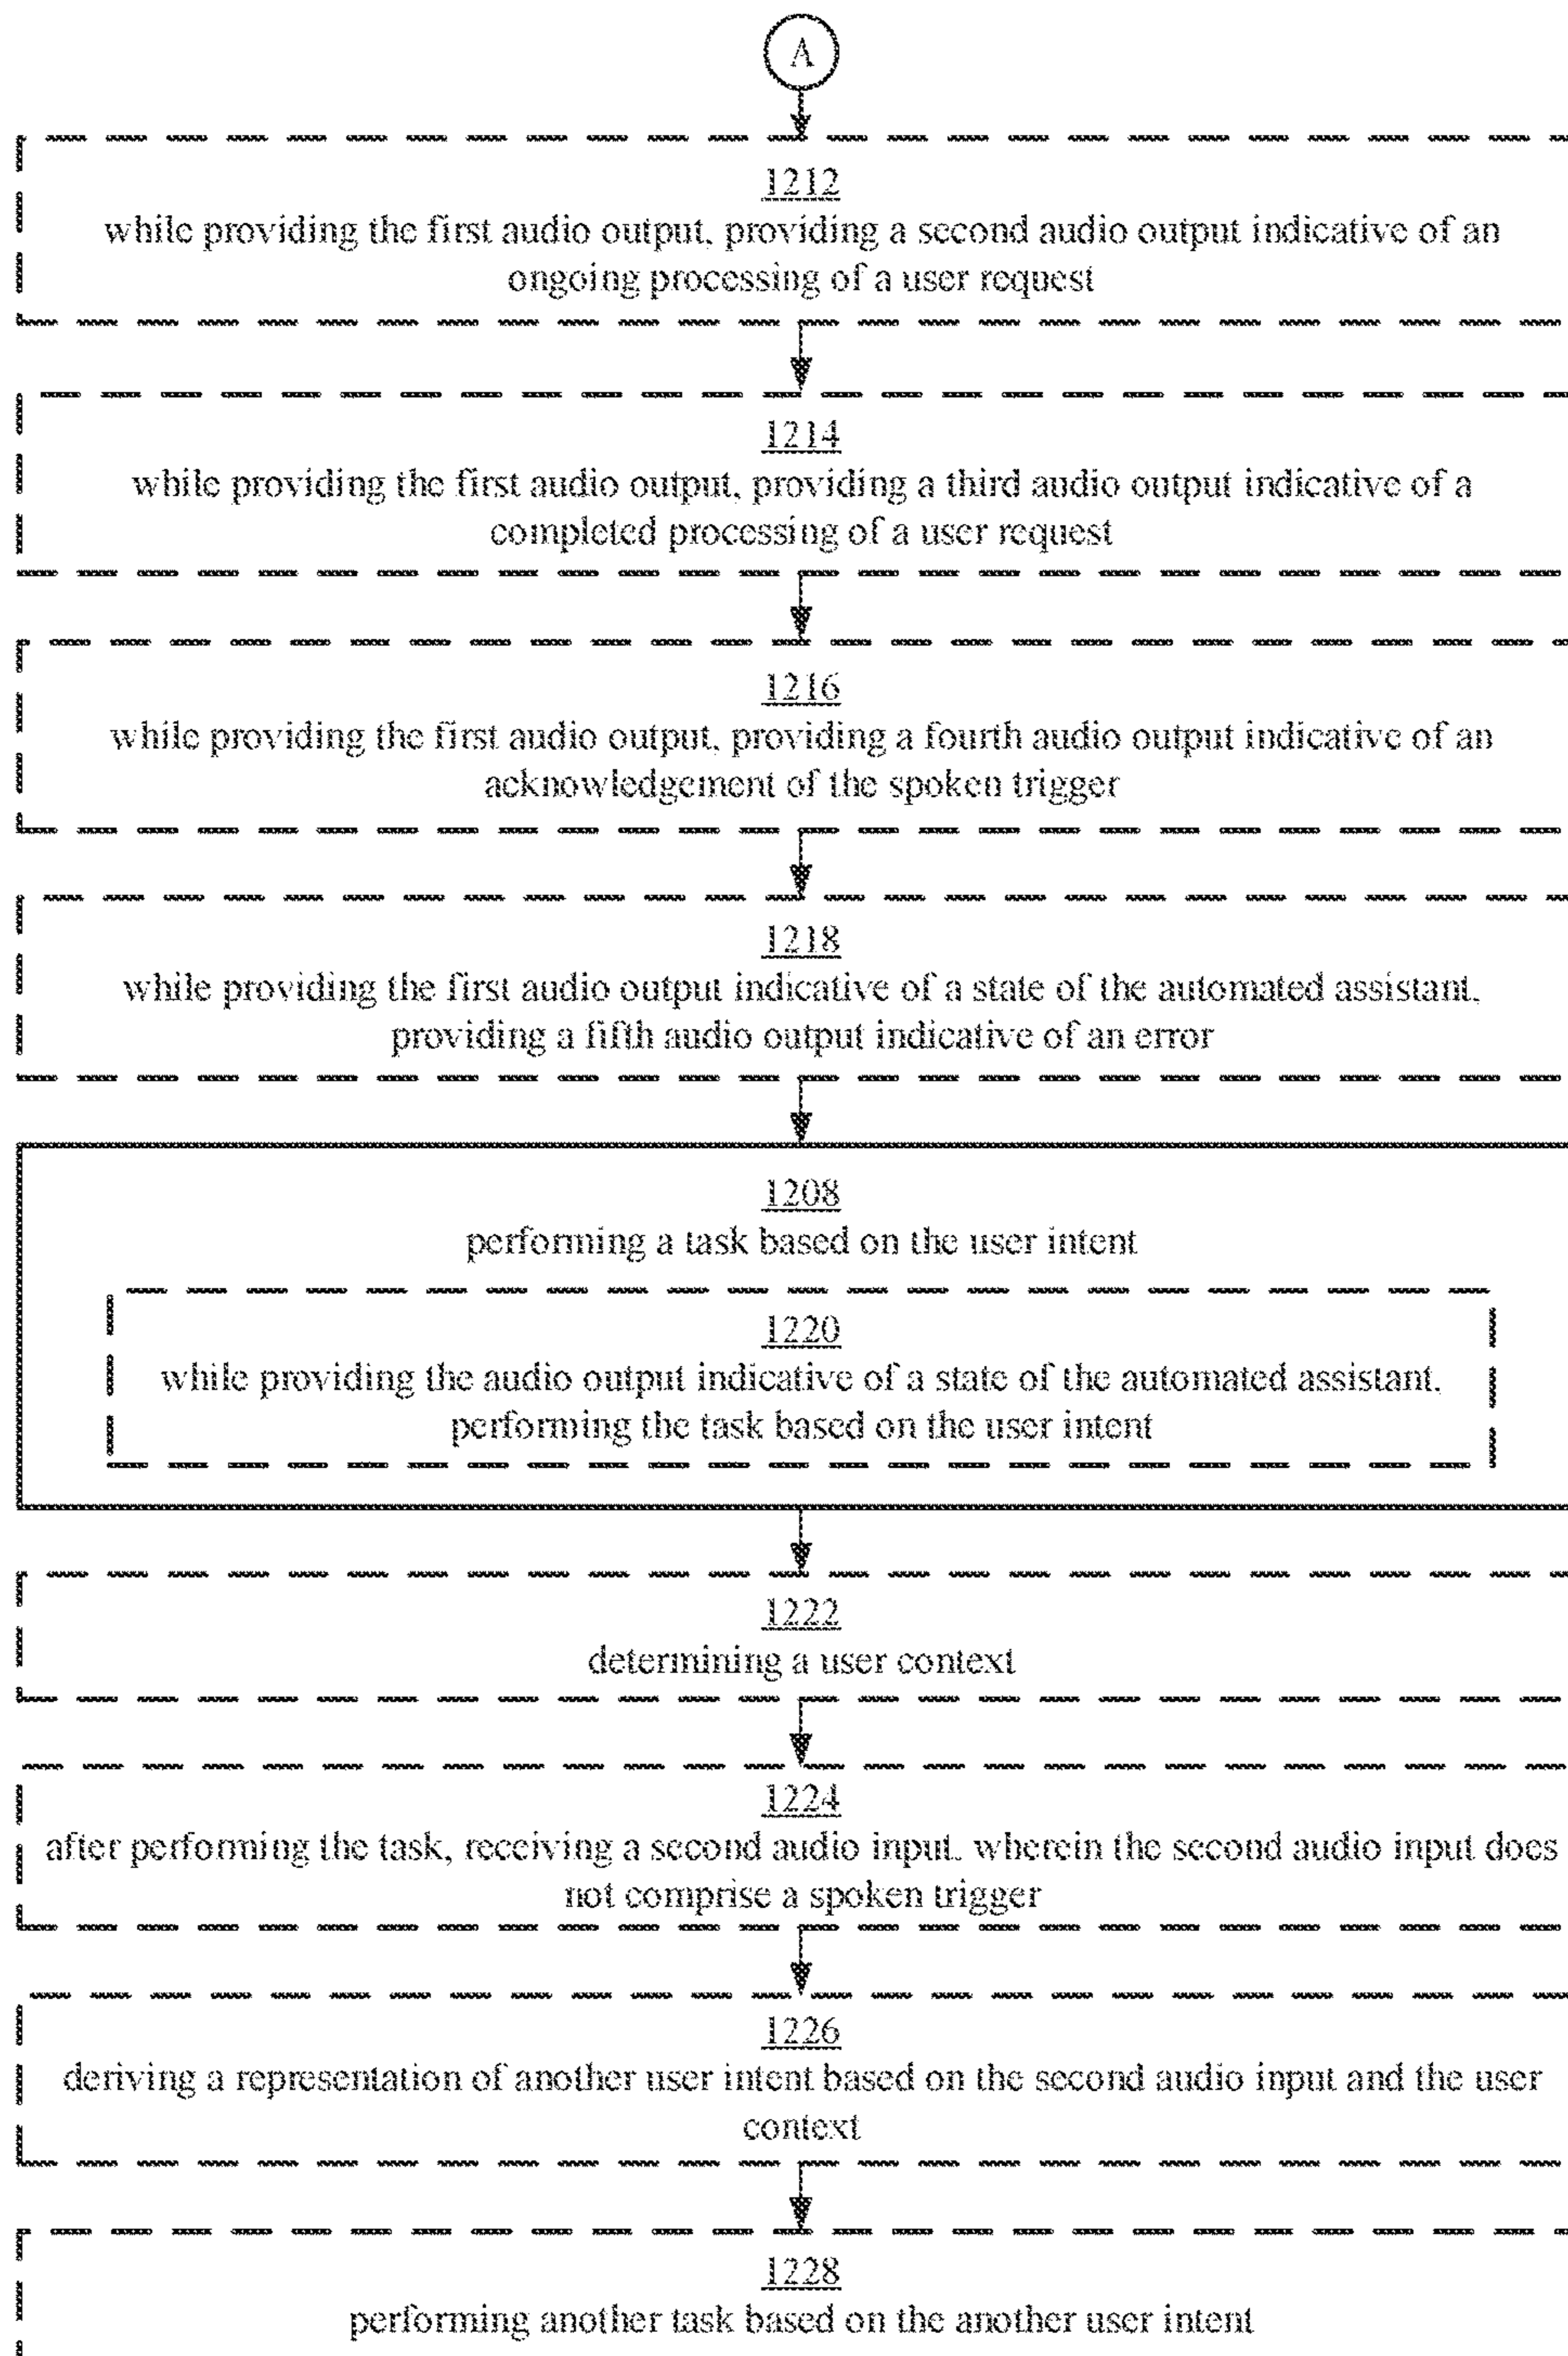 A
1212
while providing the first audio output, providing a second audio output indicative of an
ongoing processing of a user request
1214
while providing the first audio output, providing a third audio output indicative of a
completed processing of a user request
1216
while providing the first audio output, providing a fourth audio output indicative of an
acknowledgement of the spoken trigger
1218
while providing the first audio output indicative of a state of the automated assistant,
providing a fifth audio output indicative of an error
1208
performing a task based on the user intent
1220
while providing the audio output indicative of a state of the automated assistant,
performing the task based on the user intent
1222
determining a user context
1224
after performing the task, receiving a second audio input, wherein the second audio input does
not comprise a spoken trigger
1226
deriving a representation of another user intent based on the second audio input and the user
context
1228
performing another task based on the another user intent